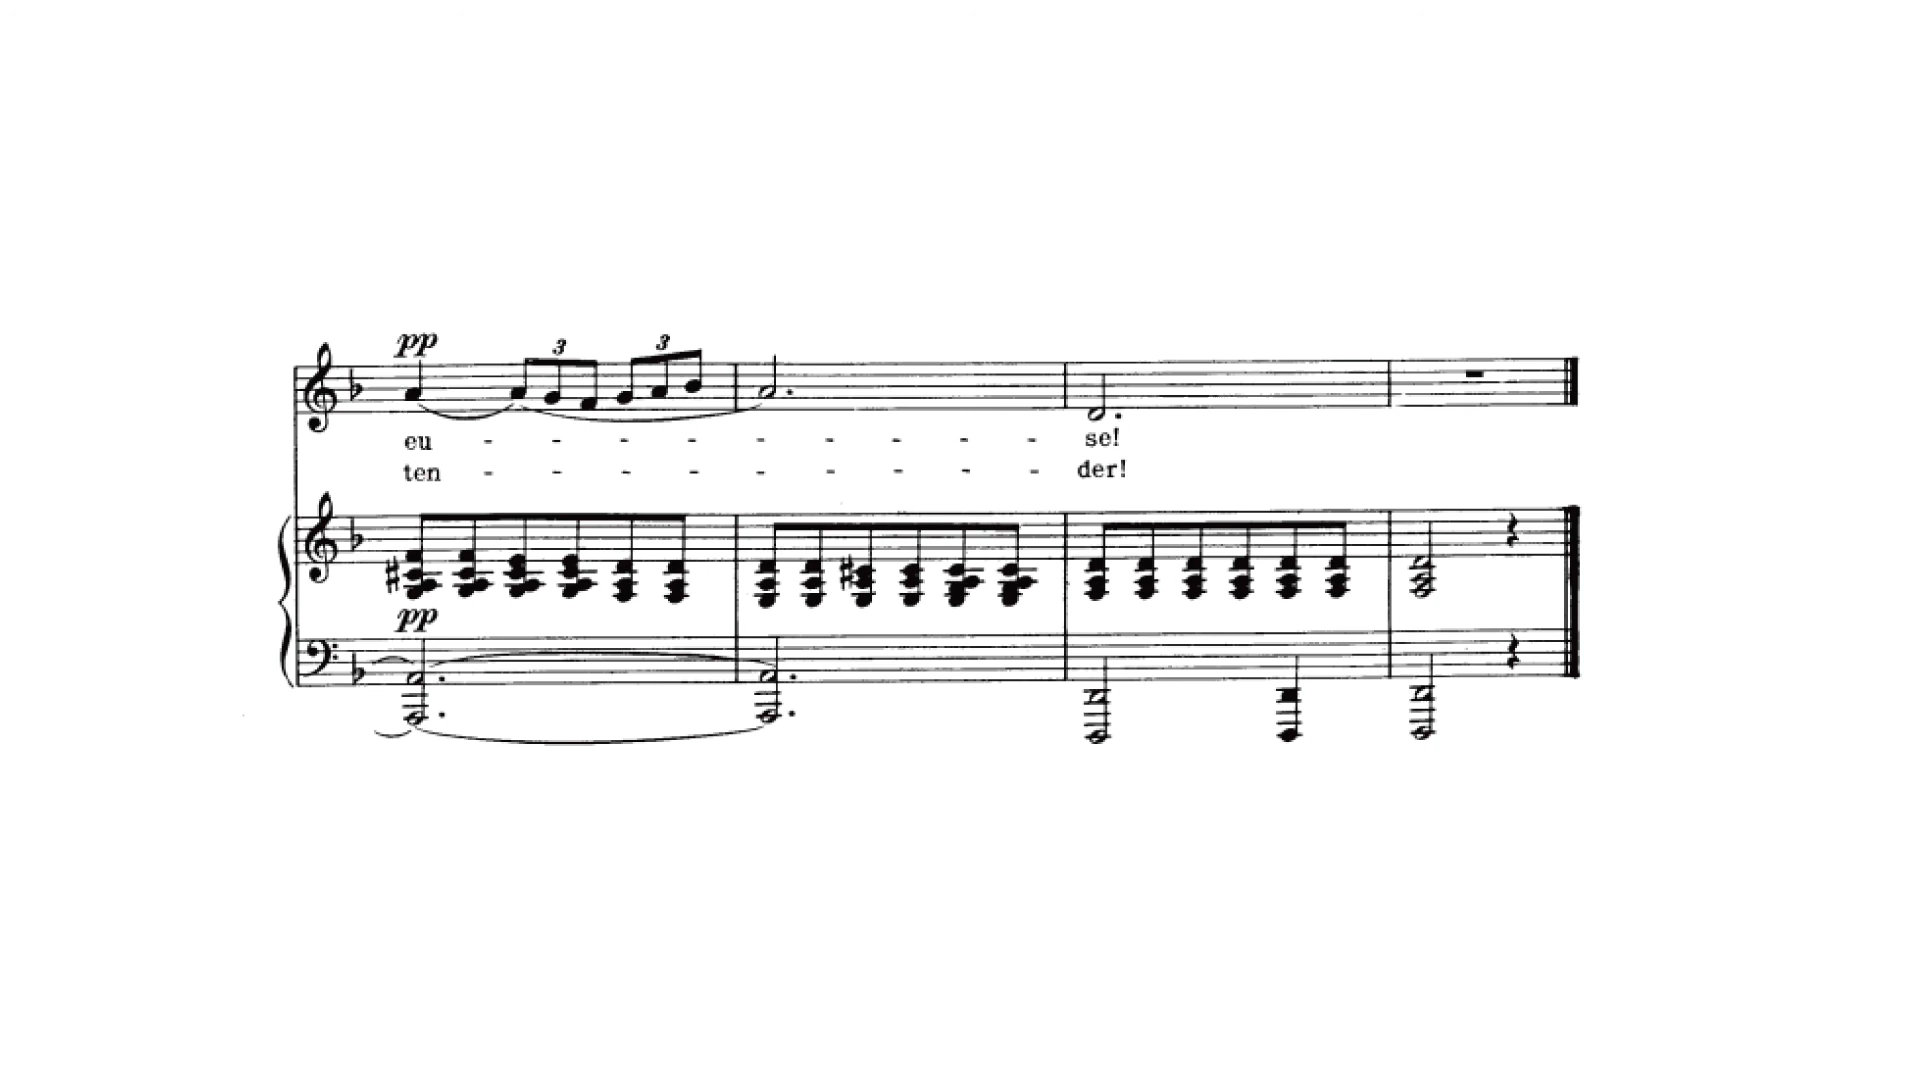 pp
3 3
eu - - - - - - - - - se!
ten - - - - - - - - - der!
pp